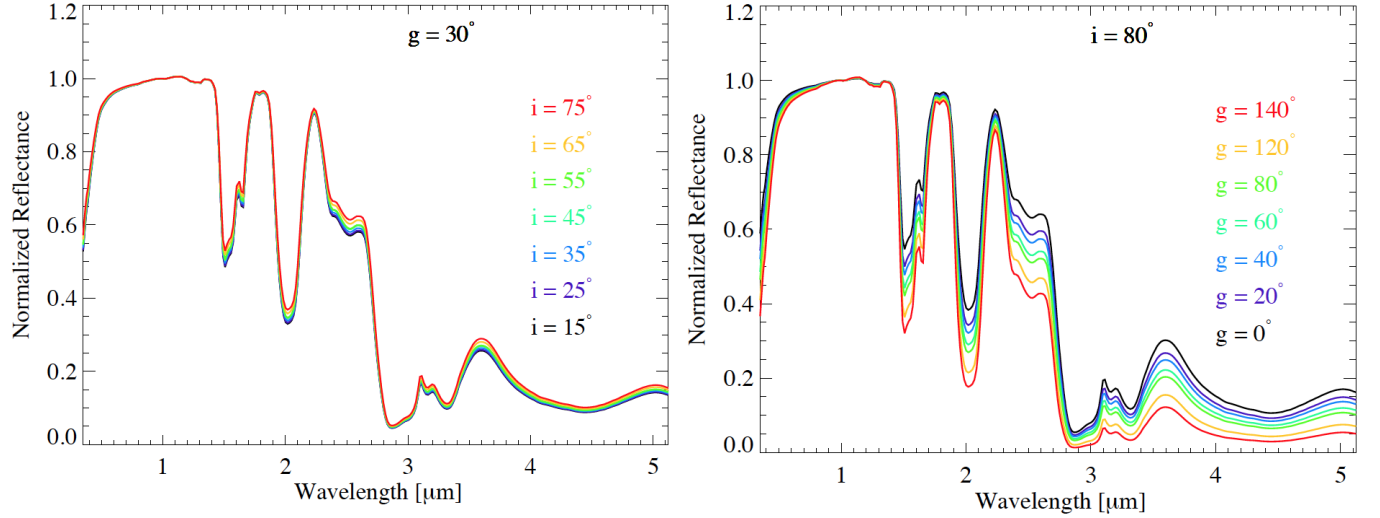 g = 30°
1.2
1.0
0.8
0.6
0.4
0.2
0.0
Normalized Reflectance
i = 75°
i = 65°
i = 55°
i = 45°
i = 35°
i = 25°
i = 15°
1 2 3 4 5
Wavelength [μm]
i = 80°
1.2
1.0
0.8
0.6
0.4
0.2
0.0
Normalized Reflectance
g = 140°
g = 120°
g = 80°
g = 60°
g = 40°
g = 20°
g = 0°
1 2 3 4 5
Wavelength [μm]